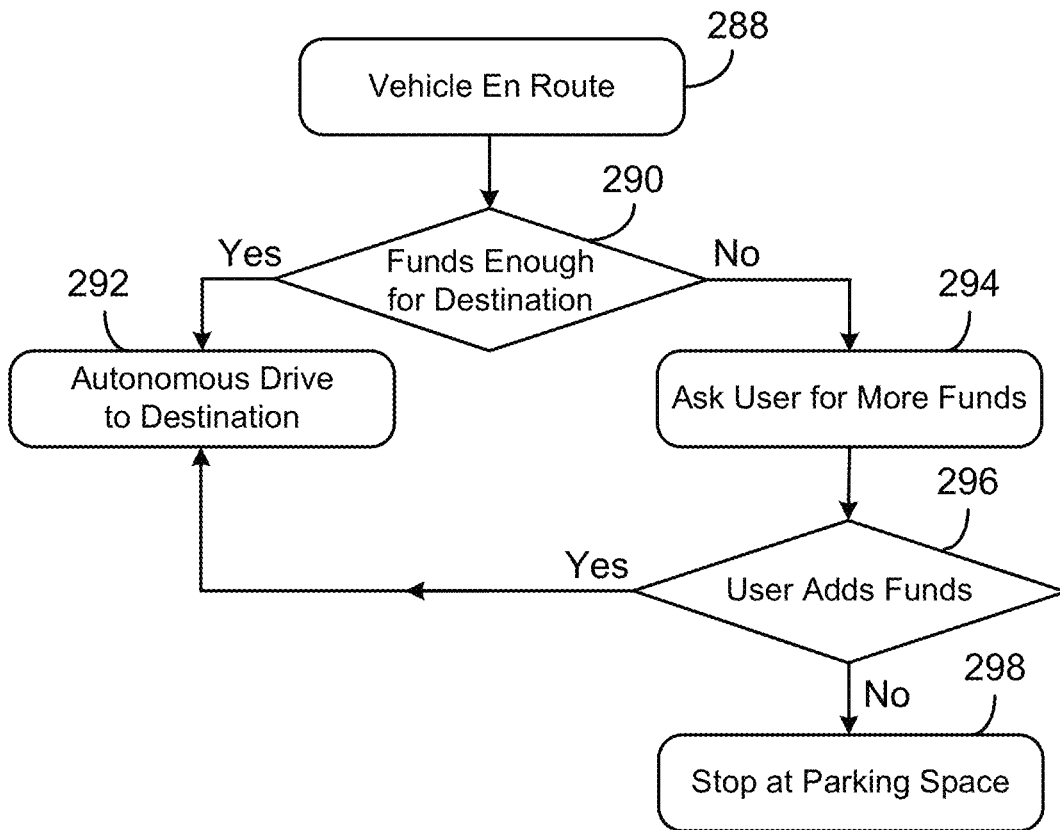 288
Vehicle En Route
290
Yes
Funds Enough
for Destination
No
292
294
Autonomous Drive
to Destination
Ask User for More Funds
296
Yes
User Adds Funds
298
No
Stop at Parking Space